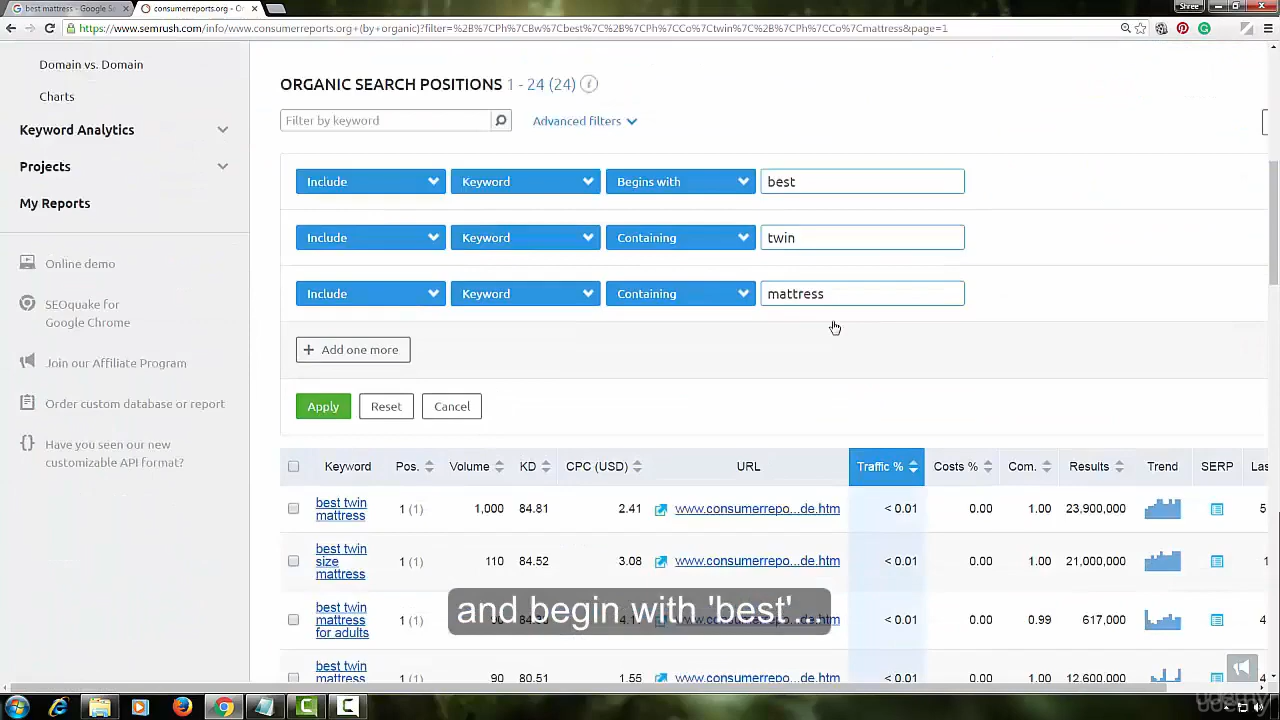 best mattress - Google Se
consumerreports.org - Or
Shree
https://www.semrush.com/info/www.consumerreports.org+(by+organic)?filter=%2B%7CPh%7CBw%7Cbest%7C%2B%7CPh%7CCo%7Ctwin%7C%2B%7CPh%7CCo%7Cmattress&page=1
Domain vs. Domain
Charts
Keyword Analytics
Projects
My Reports
Online demo
SEOquake for
Google Chrome
Join our Affiliate Program
Order custom database or report
Have you seen our new
customizable API format?
ORGANIC SEARCH POSITIONS 1 - 24 (24) i
Filter by keyword
Advanced filters
Include Keyword Begins with best
Include Keyword Containing twin
Include Keyword Containing mattress
+ Add one more
Apply Reset Cancel
Keyword Pos. Volume KD CPC (USD) URL Traffic % Costs % Com. Results Trend SERP Las
best twin
mattress 1 (1) 1,000 84.81 2.41 www.consumerrepo...de.htm < 0.01 0.00 1.00 23,900,000 5
best twin
size
mattress 1 (1) 110 84.52 3.08 www.consumerrepo...de.htm < 0.01 0.00 1.00 21,000,000 1
best twin
mattress
for adults 1 (1) de.htm < 0.01 0.00 0.99 617,000 4
best twin
mattress 1 (1) 90 80.51 1.55 www.consumerrepo...de.htm < 0.01 0.00 1.00 12,600,000
and begin with 'best'...
udemy